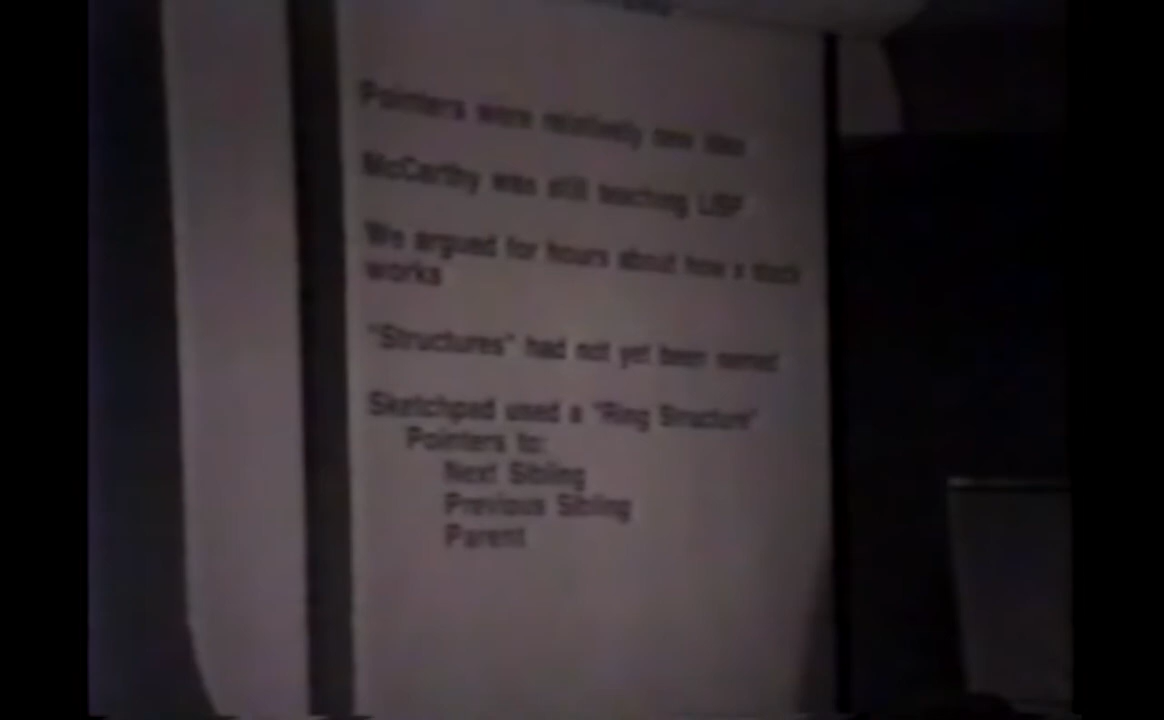 Pointers were relatively new idea
McCarthy was still teaching LISP
We argued for hours about how a stack
works
"Structures" had not yet been named
Sketchpad used a "Ring Structure"
Pointers to:
Next Sibling
Previous Sibling
Parent